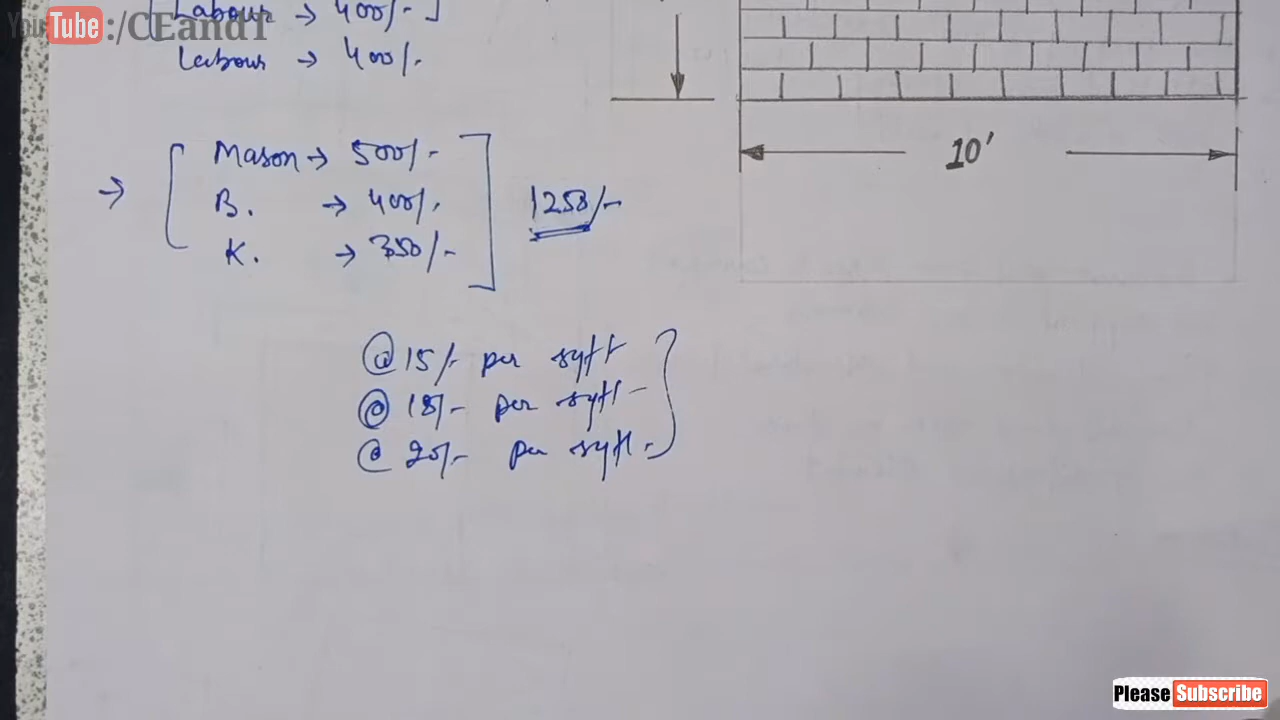 Labour → 400/-
YouTube:/CEandT
Labour → 400/-
Mason → 500/-
B. → 400/-
K. → 350/-
1250/-
10'
@ 15/- per sqft
@ 18/- per sqft
@ 20/- per sqft.
Please Subscribe